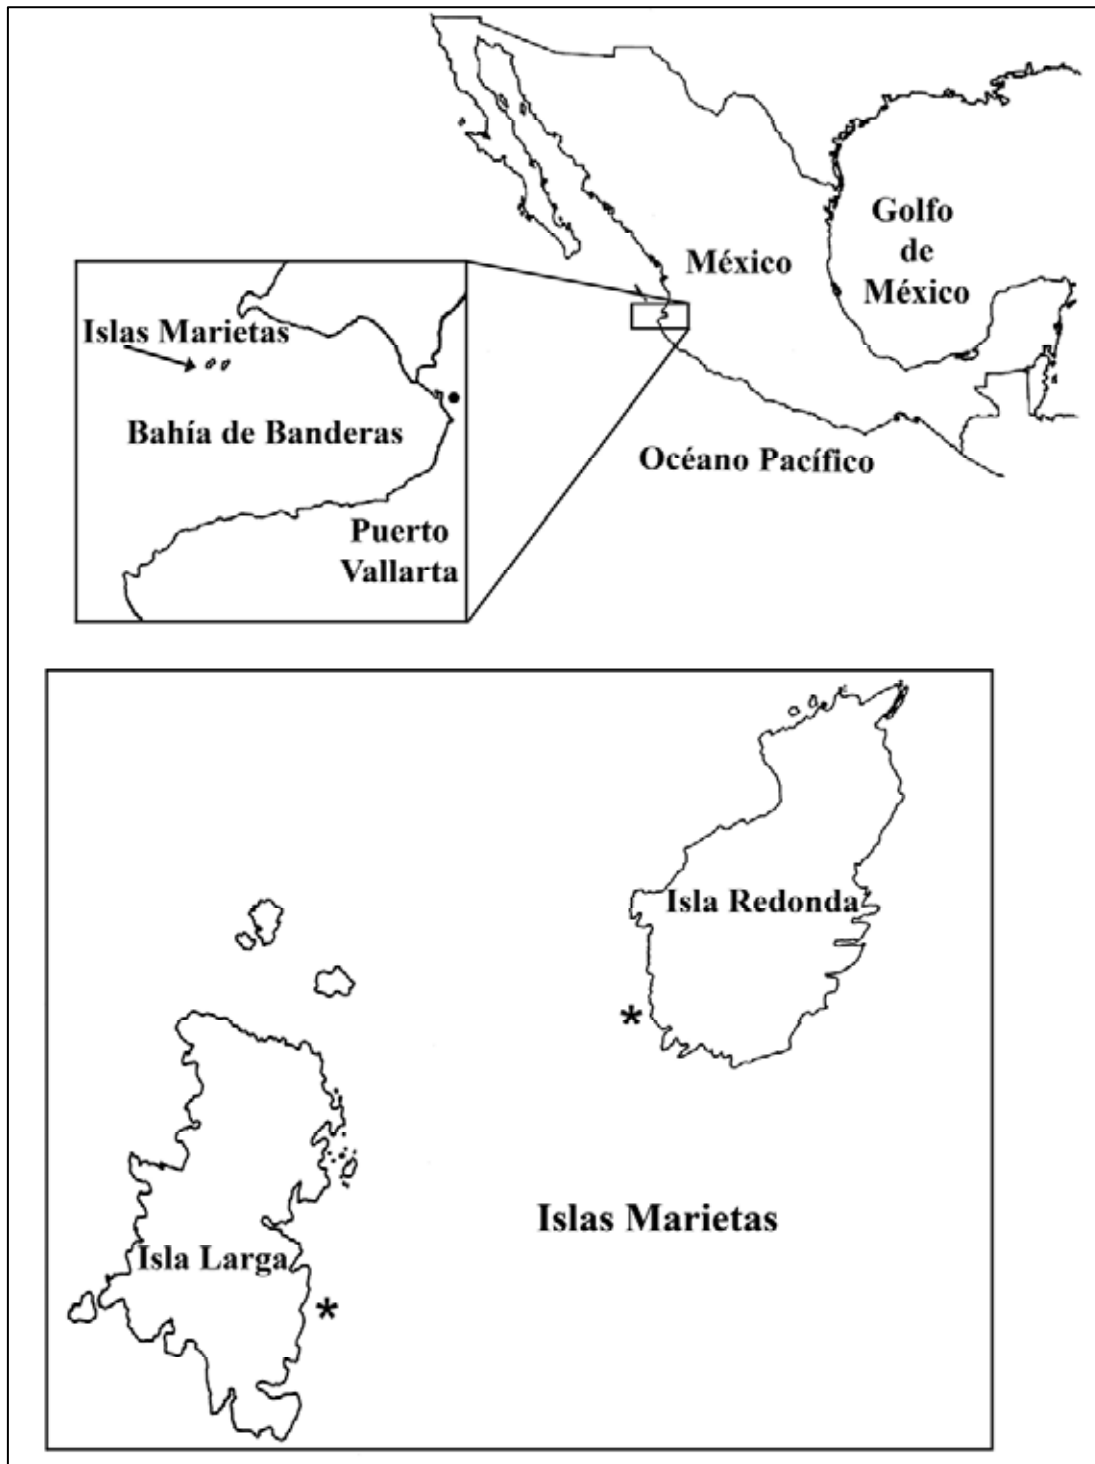 Golfo
de
México
México
Islas Marietas
Bahía de Banderas
Océano Pacífico
Puerto
Vallarta
Isla Redonda
*
Islas Marietas
Isla Larga
*